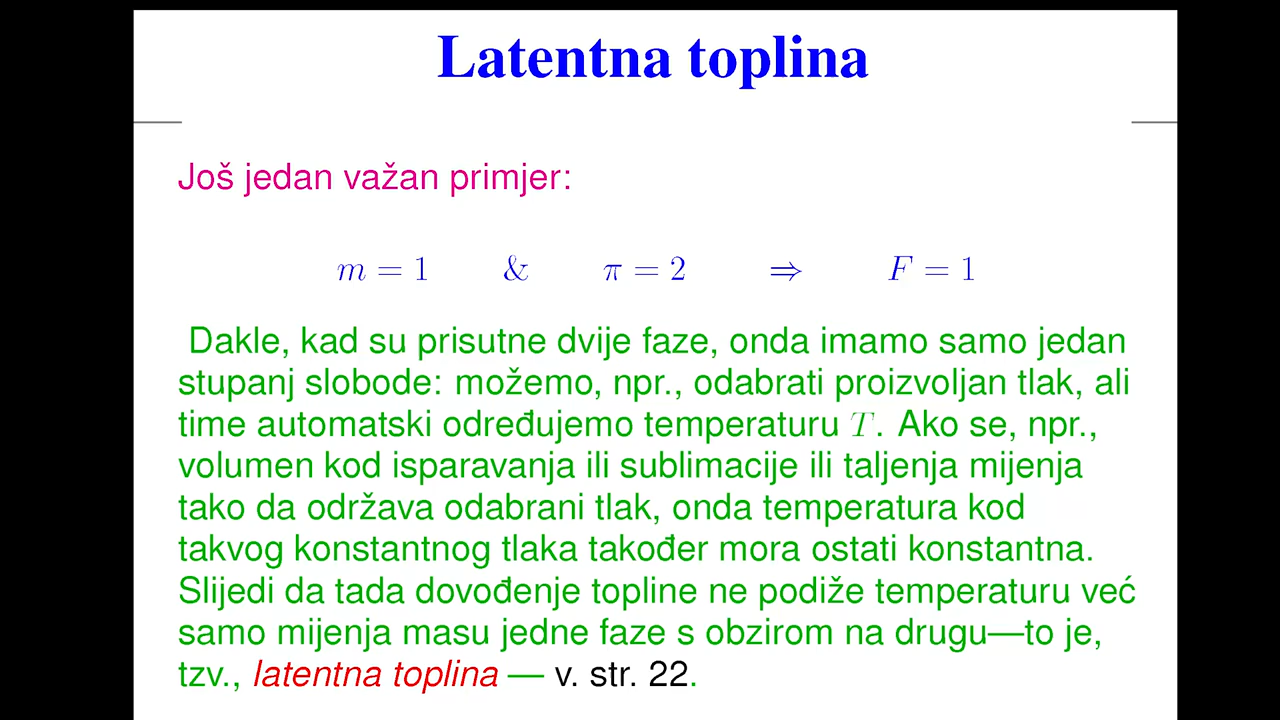 Latentna toplina
Još jedan važan primjer:
m = 1 & π = 2 ⇒ F = 1
Dakle, kad su prisutne dvije faze, onda imamo samo jedan
stupanj slobode: možemo, npr., odabrati proizvoljan tlak, ali
time automatski određujemo temperaturu T. Ako se, npr.,
volumen kod isparavanja ili sublimacije ili taljenja mijenja
tako da održava odabrani tlak, onda temperatura kod
takvog konstantnog tlaka također mora ostati konstantna.
Slijedi da tada dovođenje topline ne podiže temperaturu već
samo mijenja masu jedne faze s obzirom na drugu—to je,
tzv., latentna toplina — v. str. 22.